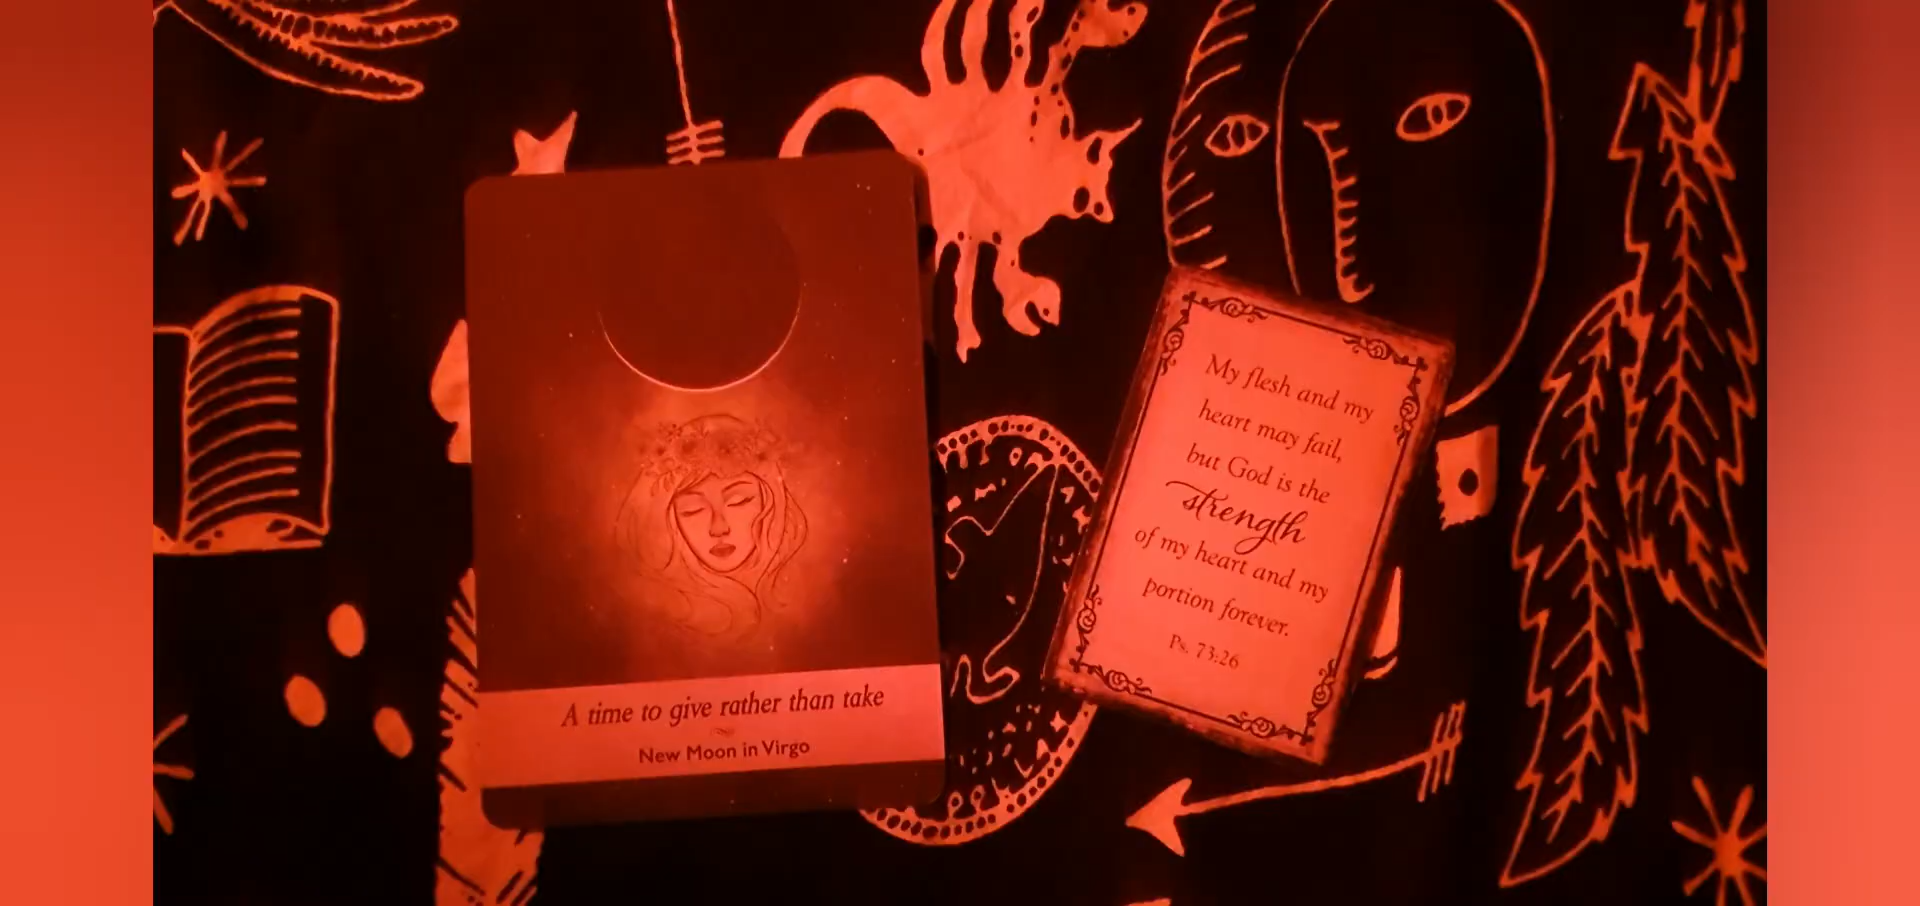 A time to give rather than take
New Moon in Virgo
My flesh and my
heart may fail,
but God is the
strength
of my heart and my
portion forever.
Ps. 73:26